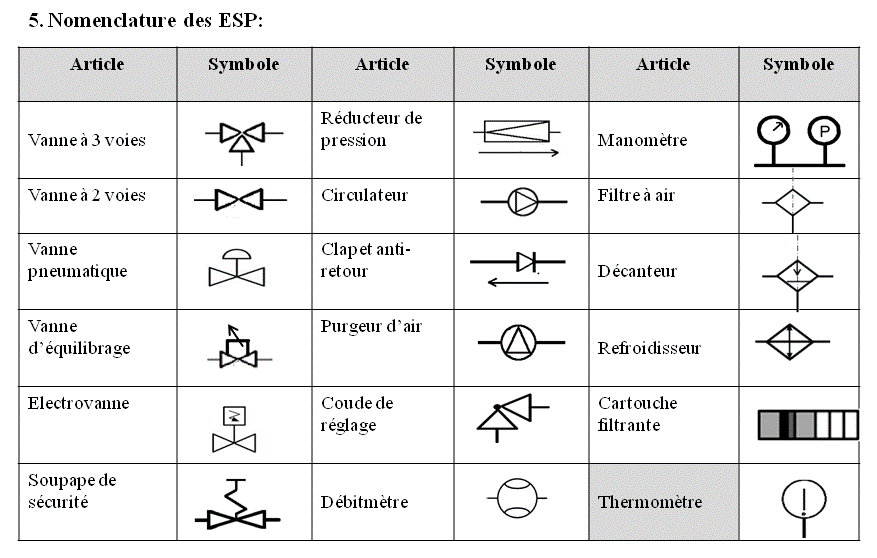 5. Nomenclature des ESP:
Article Symbole Article Symbole Article Symbole
Vanne à 3 voies
Réducteur de
pression
Manomètre
P
Vanne à 2 voies
Circulateur
Filtre à air
Vanne
pneumatique
Clapet anti-
retour
Décanteur
Vanne
d’équilibrage
Purgeur d’air
Refroidisseur
Electrovanne
Coude de
réglage
Cartouche
filtrante
Soupape de
sécurité
Débitmètre
Thermomètre